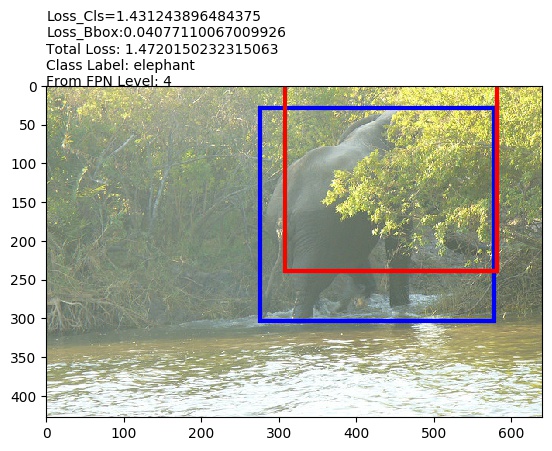 Loss_Cls=1.431243896484375
Loss_Bbox:0.04077110067009926
Total Loss: 1.4720150232315063
Class Label: elephant
From FPN Level: 4
0
50
100
150
200
250
300
350
400
0 100 200 300 400 500 600